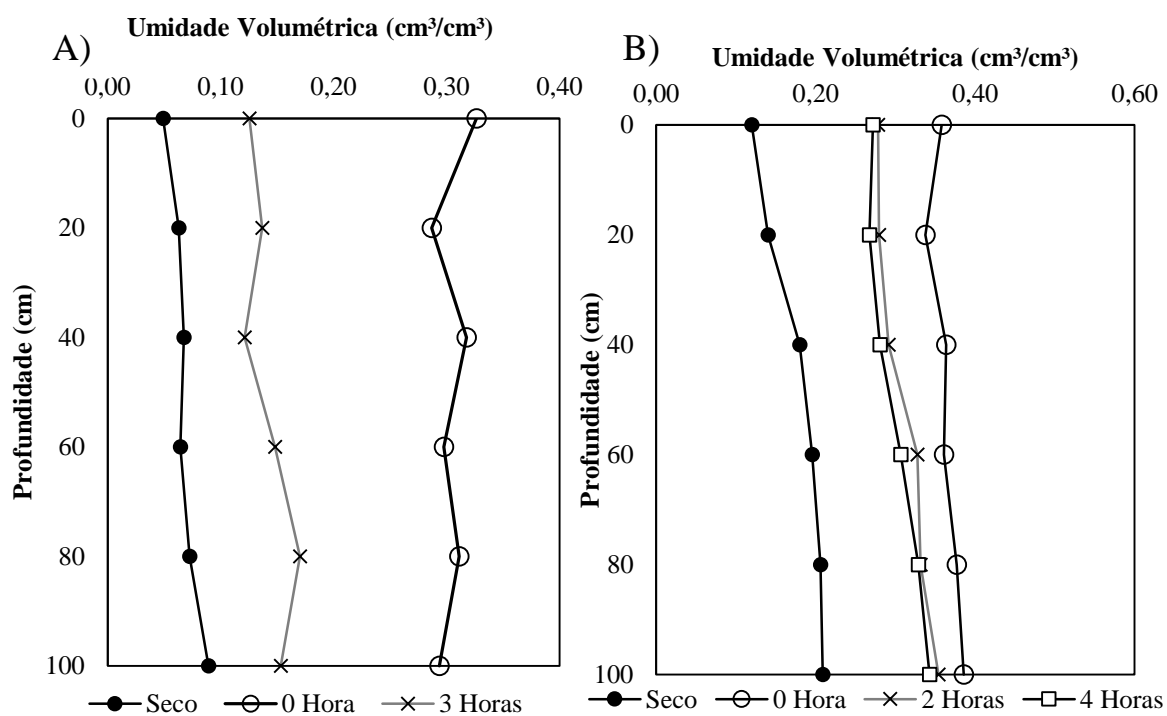 A)
Umidade Volumétrica (cm³/cm³)
0,00 0,10 0,20 0,30 0,40
0
20
40
60
80
100
Profundidade (cm)
Seco 0 Hora 3 Horas
B)
Umidade Volumétrica (cm³/cm³)
0,00 0,20 0,40 0,60
0
20
40
60
80
100
Profundidade (cm)
Seco 0 Hora 2 Horas 4 Horas